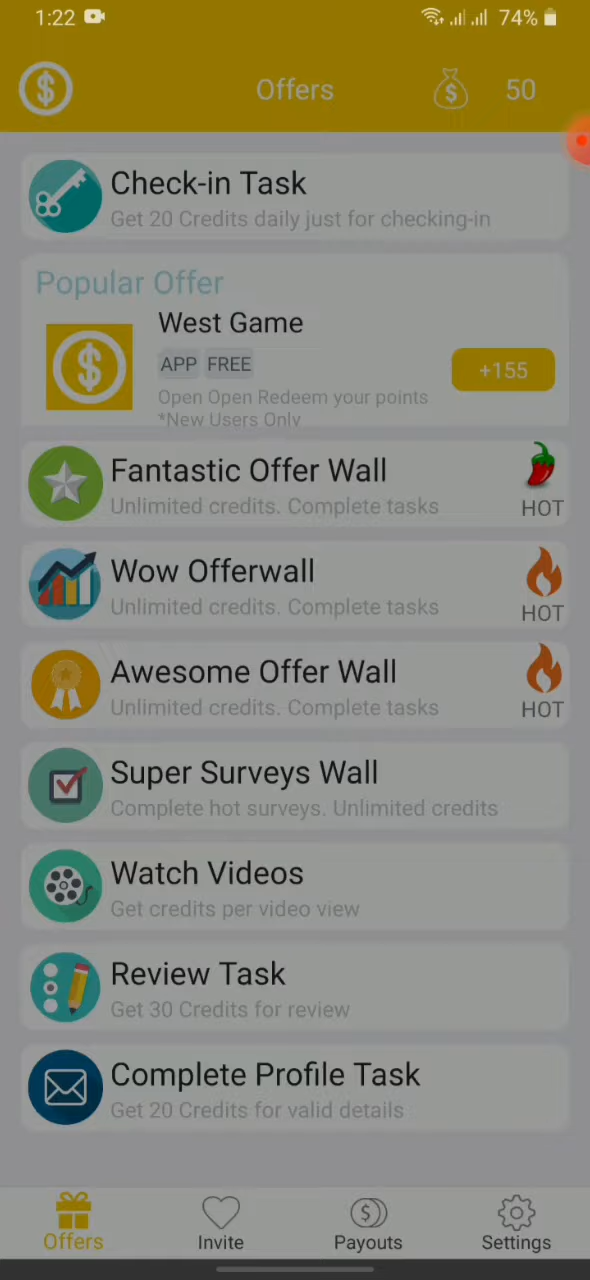 1:22 74%
Offers 50
Check-in Task
Get 20 Credits daily just for checking-in
Popular Offer
West Game
APP FREE
+155
Open Open Redeem your points
*New Users Only
Fantastic Offer Wall
Unlimited credits. Complete tasks
HOT
Wow Offerwall
Unlimited credits. Complete tasks
HOT
Awesome Offer Wall
Unlimited credits. Complete tasks
HOT
Super Surveys Wall
Complete hot surveys. Unlimited credits
Watch Videos
Get credits per video view
Review Task
Get 30 Credits for review
Complete Profile Task
Get 20 Credits for valid details
Offers Invite Payouts Settings